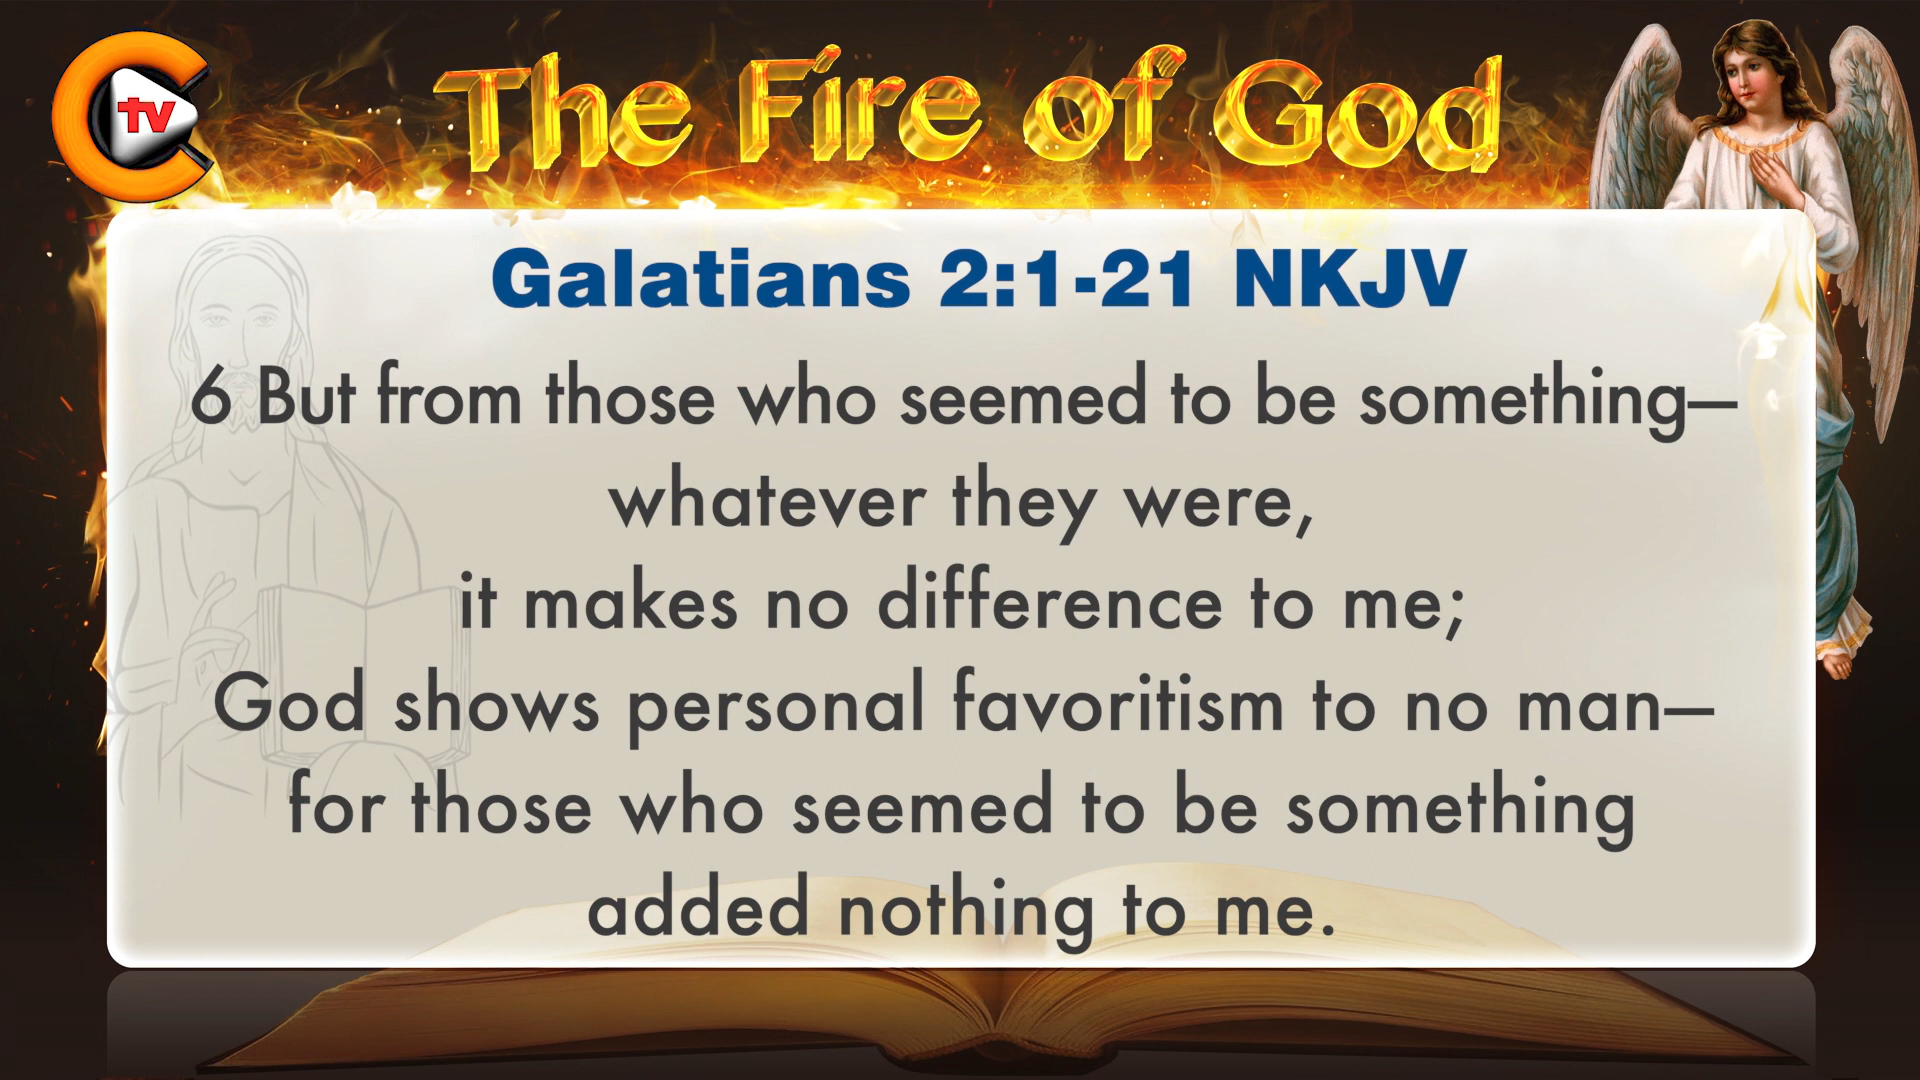 tv
The Fire of God
Galatians 2:1-21 NKJV
6 But from those who seemed to be something—
whatever they were,
it makes no difference to me;
God shows personal favoritism to no man—
for those who seemed to be something
added nothing to me.